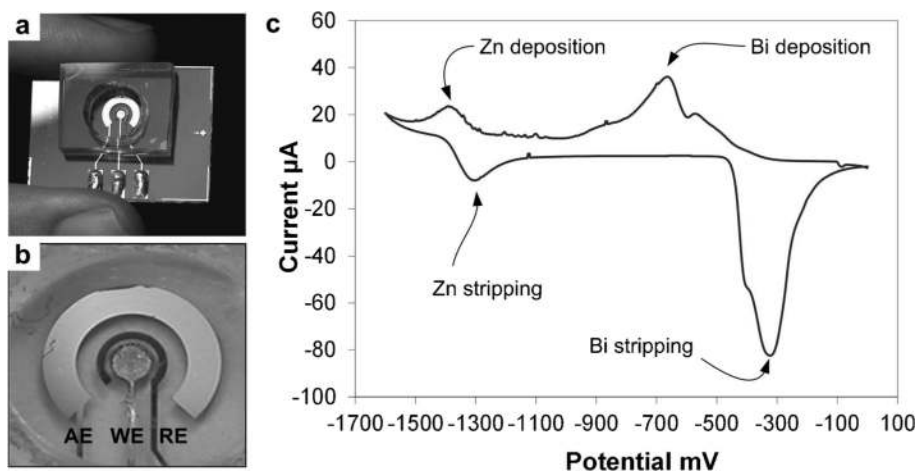 a
b
AE WE RE
c
Current µA
60
40
20
0
-20
-40
-60
-80
-100
Zn deposition
Bi deposition
Zn stripping
Bi stripping
-1700 -1500 -1300 -1100 -900 -700 -500 -300 -100 100
Potential mV